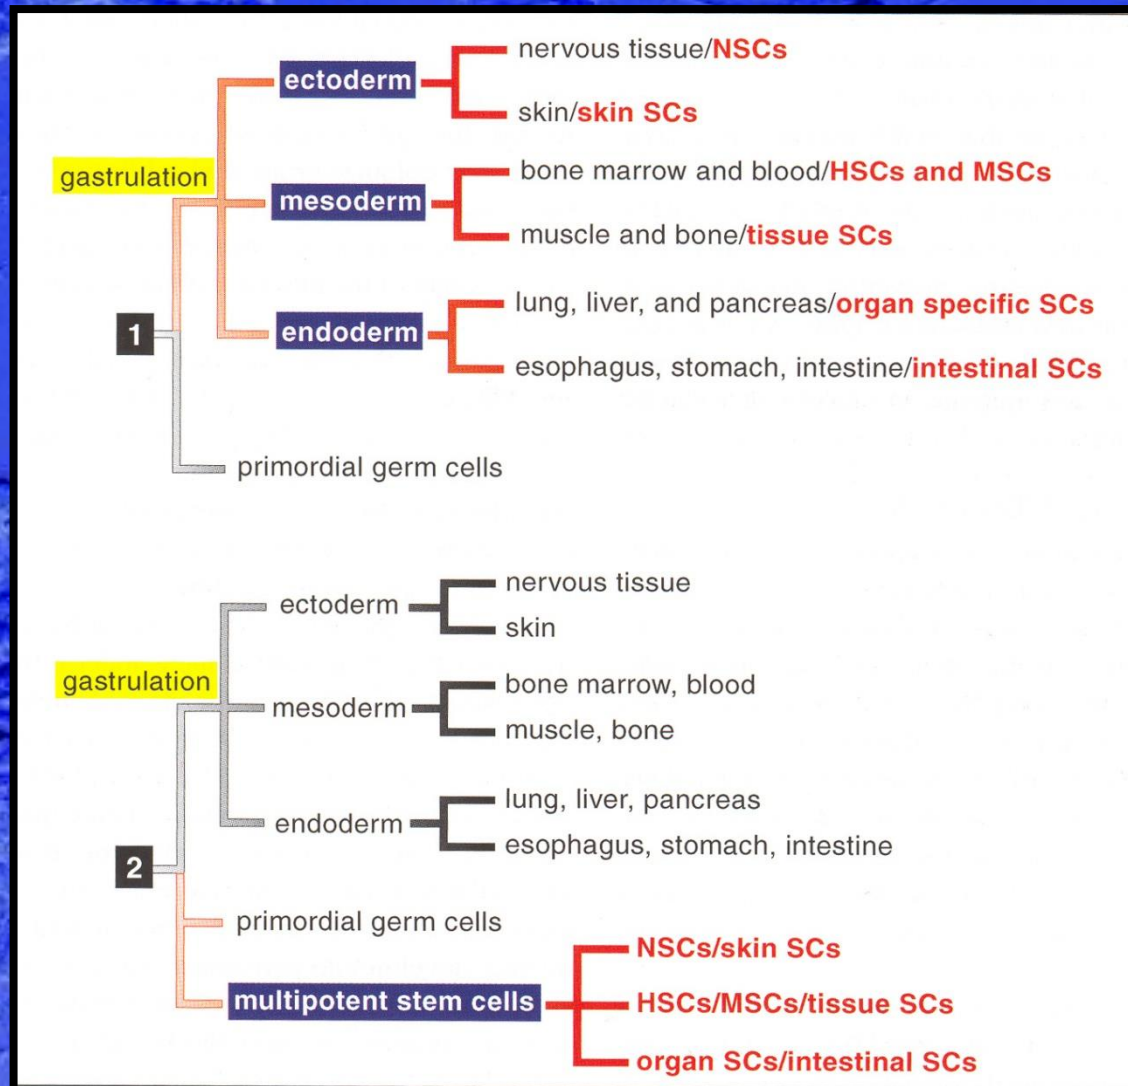 nervous tissue/NSCs
ectoderm
skin/skin SCs
gastrulation
bone marrow and blood/HSCs and MSCs
mesoderm
muscle and bone/tissue SCs
lung, liver, and pancreas/organ specific SCs
1
endoderm
esophagus, stomach, intestine/intestinal SCs
primordial germ cells
nervous tissue
ectoderm
skin
gastrulation
bone marrow, blood
mesoderm
muscle, bone
lung, liver, pancreas
endoderm
esophagus, stomach, intestine
2
primordial germ cells
NSCs/skin SCs
multipotent stem cells
HSCs/MSCs/tissue SCs
organ SCs/intestinal SCs